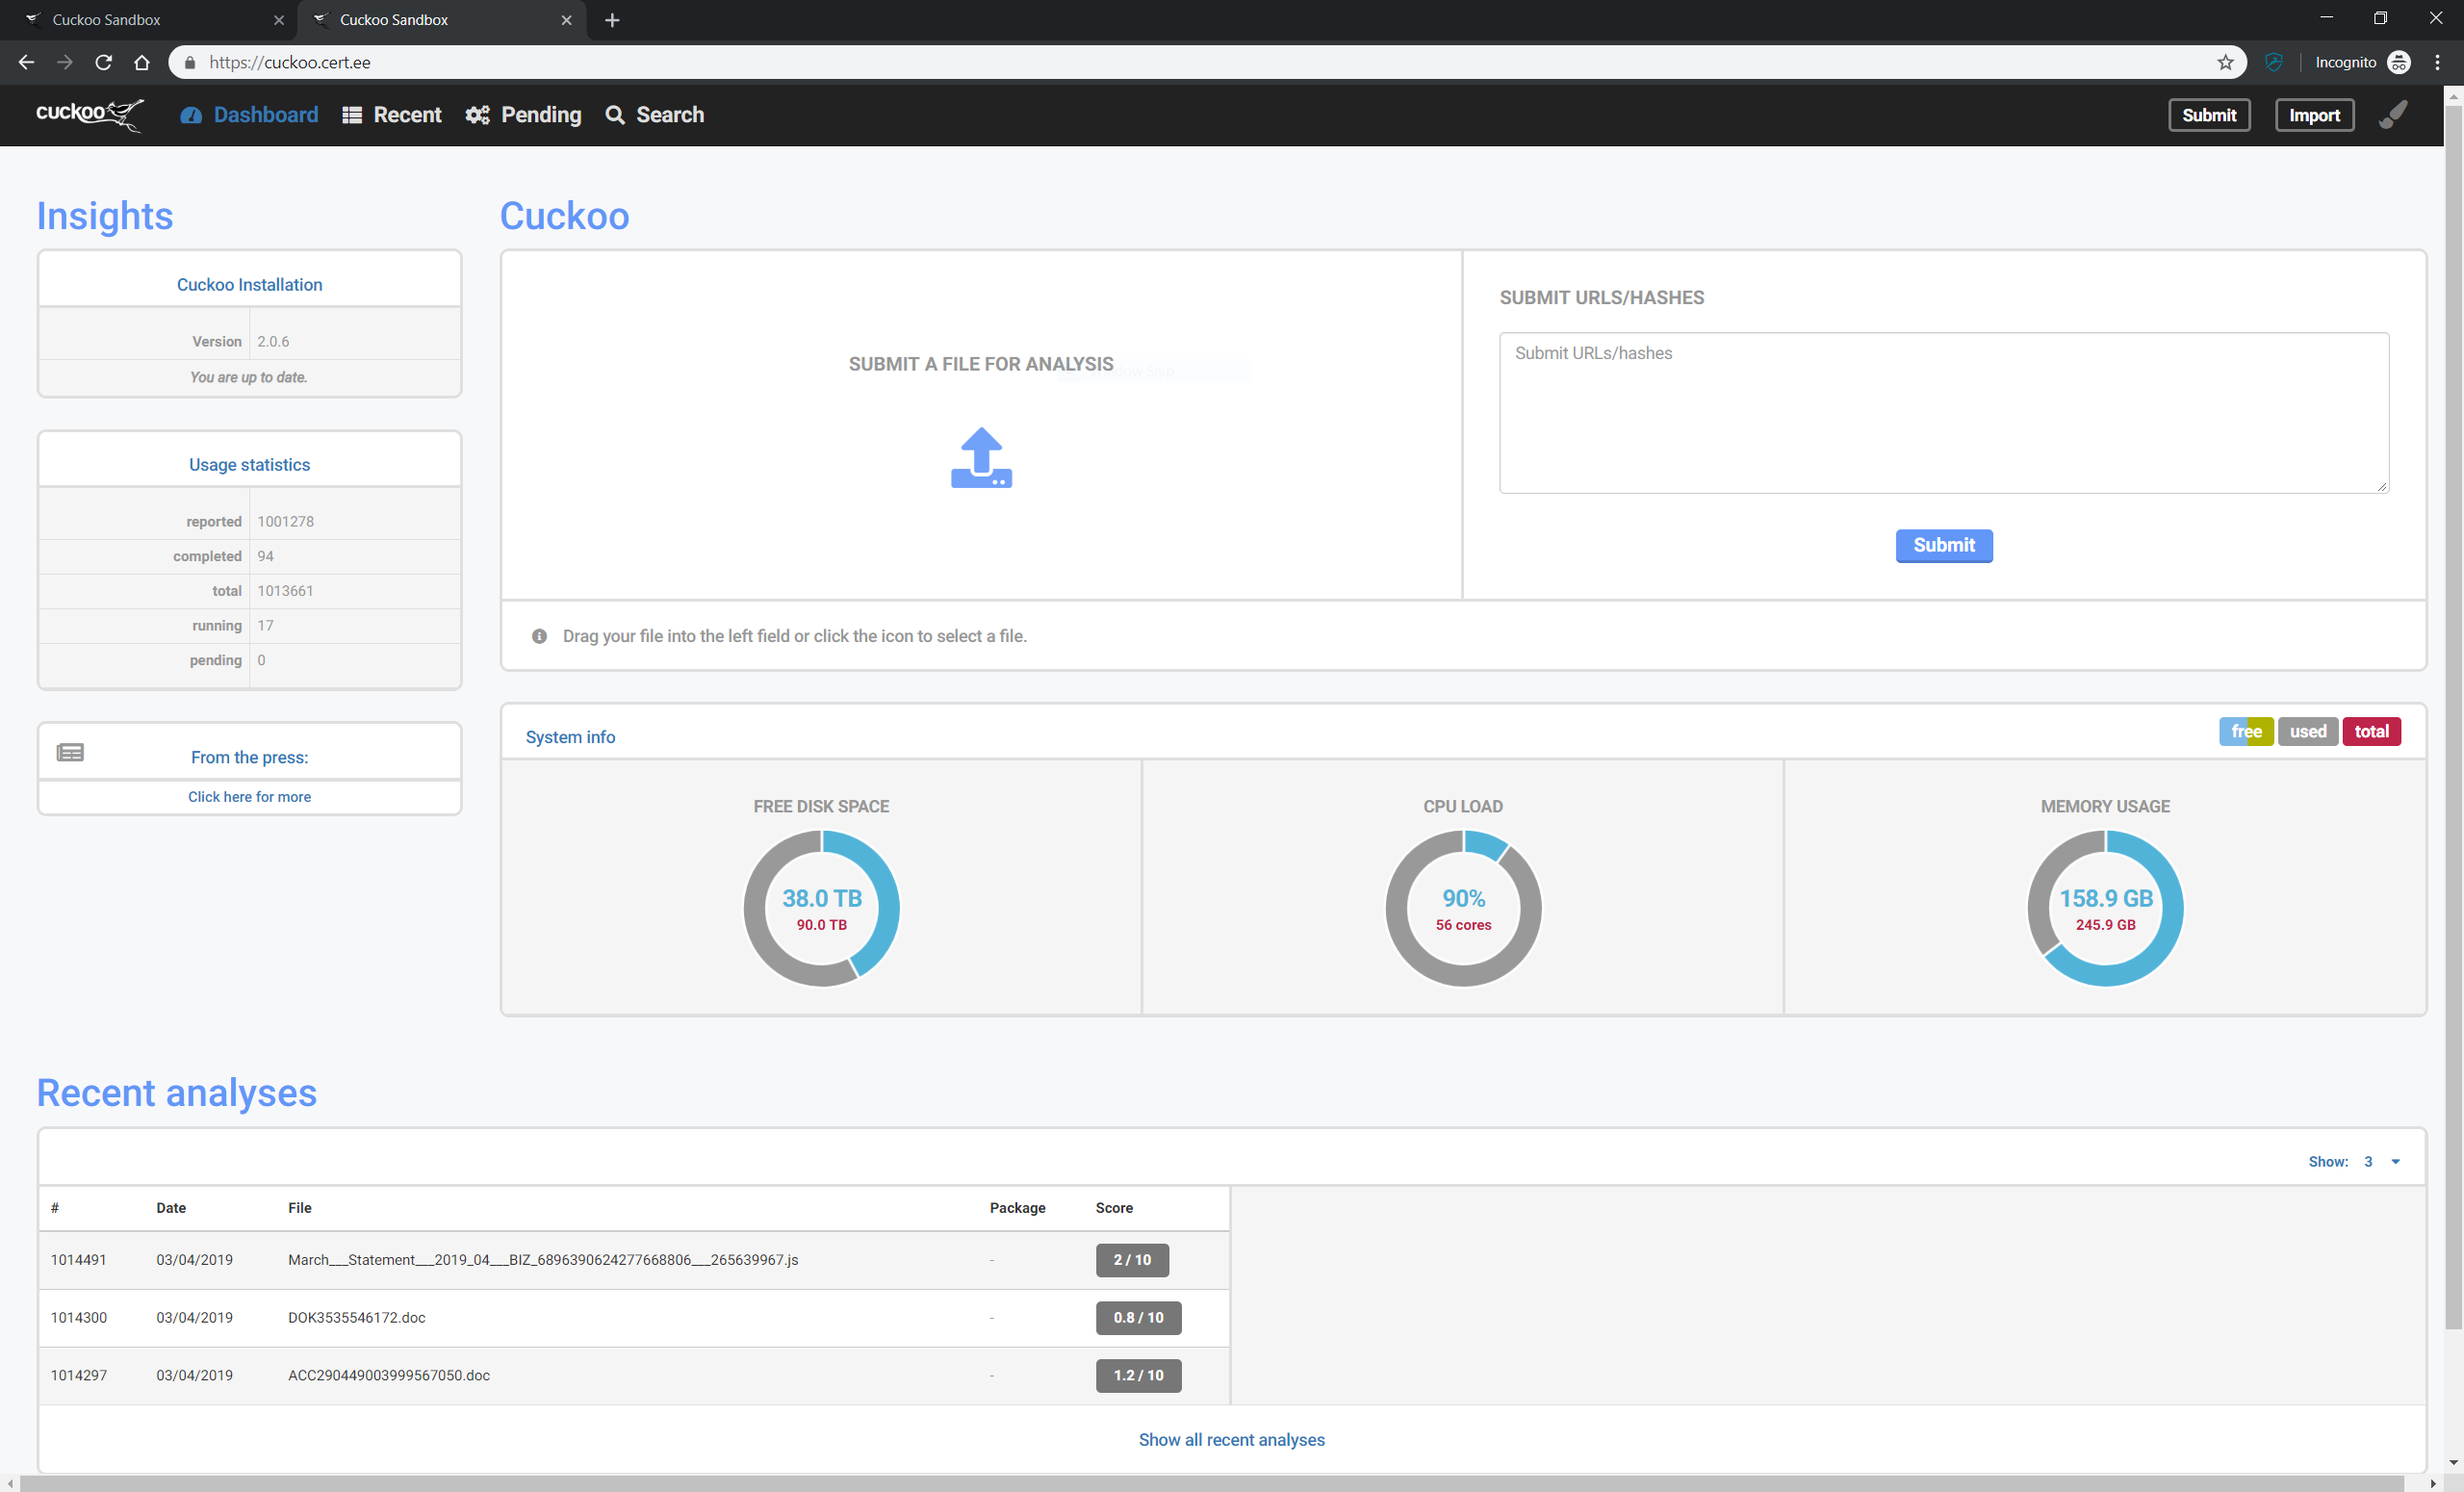 Cuckoo Sandbox
Cuckoo Sandbox
https://cuckoo.cert.ee
Incognito
cuckoo
Dashboard
Recent
Pending
Search
Submit
Import
Insights
Cuckoo Installation
Version 2.0.6
You are up to date.
Usage statistics
reported 1001278
completed 94
total 1013661
running 17
pending 0
From the press:
Click here for more
Cuckoo
SUBMIT A FILE FOR ANALYSIS
SUBMIT URLS/HASHES
Submit URLs/hashes
Submit
Drag your file into the left field or click the icon to select a file.
System info
free used total
FREE DISK SPACE
38.0 TB
90.0 TB
CPU LOAD
90%
56 cores
MEMORY USAGE
158.9 GB
245.9 GB
Recent analyses
Show: 3
# Date File Package Score
1014491 03/04/2019 March___Statement___2019_04___BIZ_6896390624277668806___265639967.js - 2 / 10
1014300 03/04/2019 DOK3535546172.doc - 0.8 / 10
1014297 03/04/2019 ACC290449003999567050.doc - 1.2 / 10
Show all recent analyses